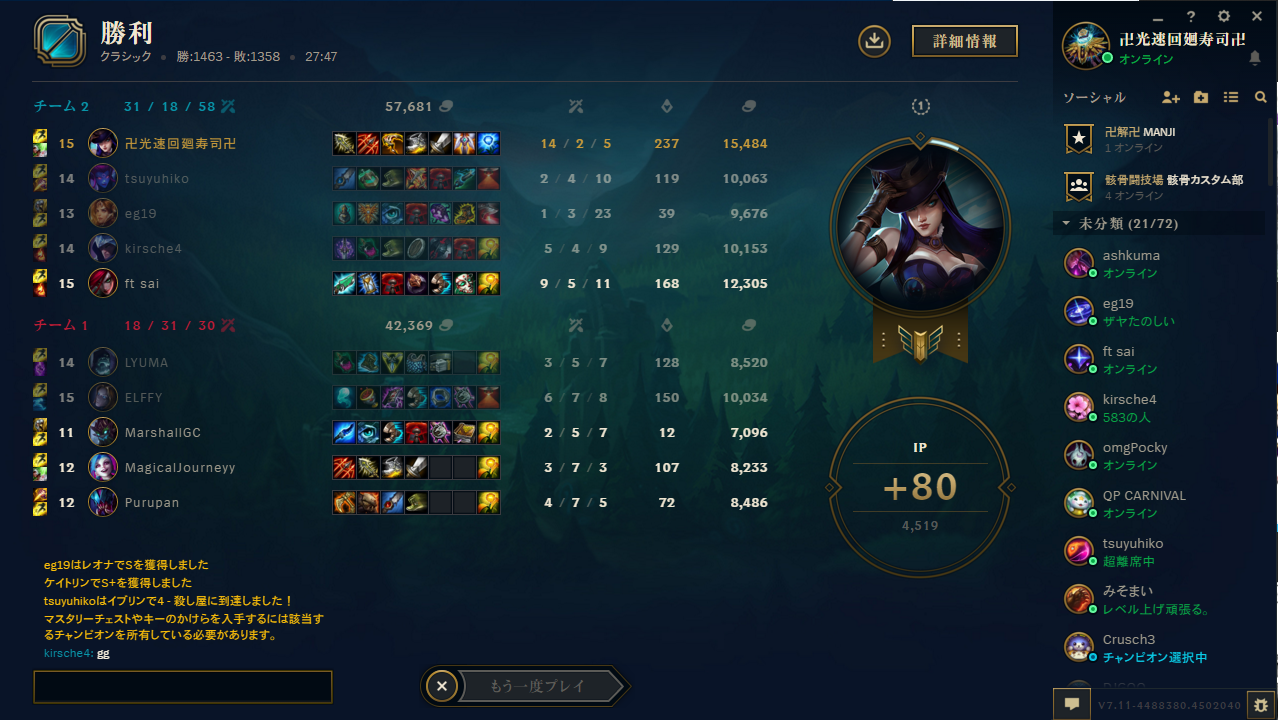 勝利
クラシック • 勝:1463 - 敗:1358 • 27:47
詳細情報
チーム 2 31 / 18 / 58 57,681 (1)
15 卍光速回廻寿司卍 14 / 2 / 5 237 15,484
14 tsuyuhiko 2 / 4 / 10 119 10,063
13 eg19 1 / 3 / 23 39 9,676
14 kirsche4 5 / 4 / 9 129 10,153
15 ft sai 9 / 5 / 11 168 12,305
チーム 1 18 / 31 / 30 42,369
14 LYUMA 3 / 5 / 7 128 8,520
15 ELFFY 6 / 7 / 8 150 10,034
11 MarshallGC 2 / 5 / 7 12 7,096
12 MagicalJourneyy 3 / 7 / 3 107 8,233
12 Purupan 4 / 7 / 5 72 8,486
IP
+80
4,519
eg19はレオナでSを獲得しました
ケイトリンでS+を獲得しました
tsuyuhikoはイブリンで4 - 殺し屋に到達しました！
マスタリーチェストやキーのかけらを入手するには該当す
るチャンピオンを所有している必要があります。
kirsche4: gg
もう一度プレイ
卍光速回廻寿司卍
オンライン
ソーシャル
卍解卍 MANJI
1 オンライン
骸骨闘技場 骸骨カスタム部
4 オンライン
未分類 (21/72)
ashkuma
オンライン
eg19
ザヤたのしい
ft sai
オンライン
kirsche4
583の人
omgPocky
オンライン
QP CARNIVAL
オンライン
tsuyuhiko
超離席中
みそまい
レベル上げ頑張る。
Crusch3
チャンピオン選択中
V7.11-4488380.4502040